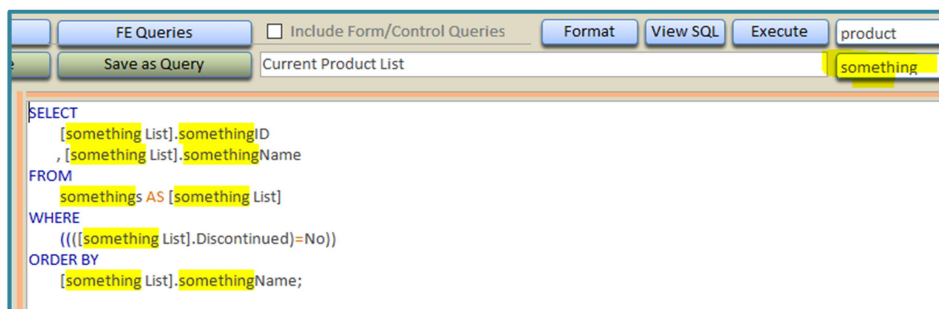 FE Queries Include Form/Control Queries Format View SQL Execute product
Save as Query Current Product List something
SELECT
[something List].somethingID
, [something List].somethingName
FROM
somethings AS [something List]
WHERE
((([something List].Discontinued)=No))
ORDER BY
[something List].somethingName;